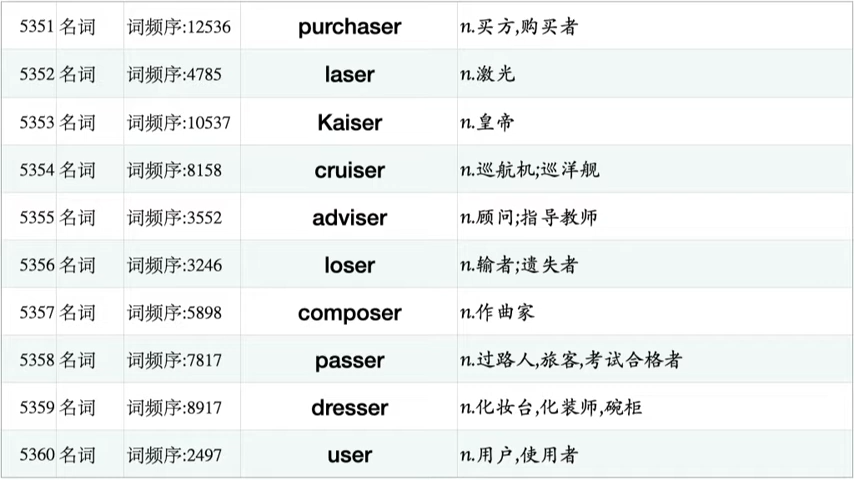 5351 名词 词频序:12536 purchaser n.买方,购买者
5352 名词 词频序:4785 laser n.激光
5353 名词 词频序:10537 Kaiser n.皇帝
5354 名词 词频序:8158 cruiser n.巡航机;巡洋舰
5355 名词 词频序:3552 adviser n.顾问;指导教师
5356 名词 词频序:3246 loser n.输者;遗失者
5357 名词 词频序:5898 composer n.作曲家
5358 名词 词频序:7817 passer n.过路人,旅客,考试合格者
5359 名词 词频序:8917 dresser n.化妆台,化装师,碗柜
5360 名词 词频序:2497 user n.用户,使用者